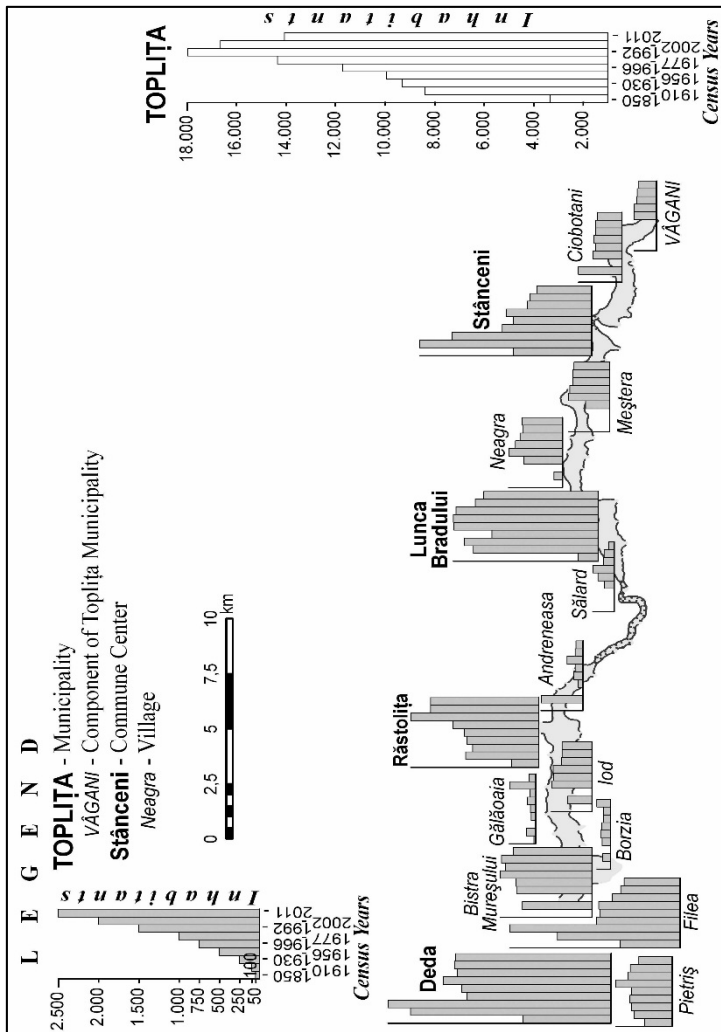 L E G E N D
TOPLIȚA - Municipality
VÂGANI - Component of Toplița Municipality
Stânceni - Commune Center
Neagra - Village
0 2.5 5 7.5 10
km
2.500
2.000
1.500
1.000
750
500
250
100
50
Inhabitants
1850
1910
1930
1956
1966
1977
1992
2002
2011
Census Years
TOPLIȚA
18.000
16.000
14.000
12.000
10.000
8.000
6.000
4.000
2.000
Inhabitants
1850
1910
1930
1956
1966
1977
1992
2002
2011
Census Years
Deda
Pietriș
Filea
Bistra
Mureșului
Borzia
Gălăoaia
Iod
Răstolița
Andreneasa
Sălard
Lunca
Bradului
Neagra
Meștera
Stânceni
Ciobotani
VÂGANI